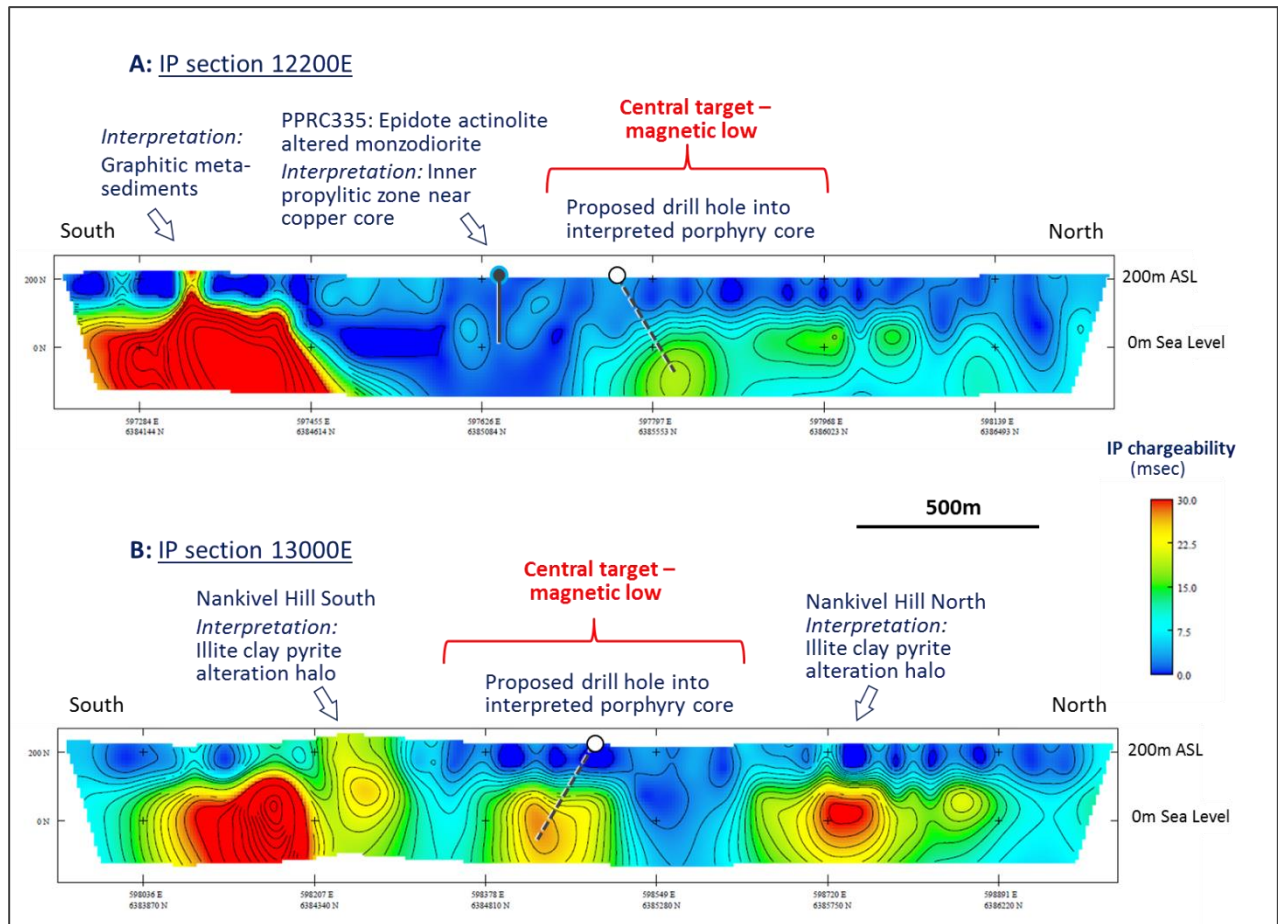 A: IP section 12200E
Interpretation:
Graphitic meta-
sediments
PPRC335: Epidote actinolite
altered monzodiorite
Interpretation: Inner
propylitic zone near
copper core
Central target –
magnetic low
Proposed drill hole into
interpreted porphyry core
South
North
200 N
200m ASL
0 N
0m Sea Level
597284 E
6384144 N
597455 E
6384614 N
597626 E
6385084 N
597797 E
6385553 N
597968 E
6386023 N
598139 E
6386493 N
IP chargeability
(msec)
30.0
22.5
15.0
7.5
0.0
500m
B: IP section 13000E
Nankivel Hill South
Interpretation:
Illite clay pyrite
alteration halo
Central target –
magnetic low
Proposed drill hole into
interpreted porphyry core
Nankivel Hill North
Interpretation:
Illite clay pyrite
alteration halo
South
North
200 N
200m ASL
0 N
0m Sea Level
598036 E
6383870 N
598207 E
6384340 N
598378 E
6384810 N
598549 E
6385280 N
598720 E
6385750 N
598891 E
6386220 N